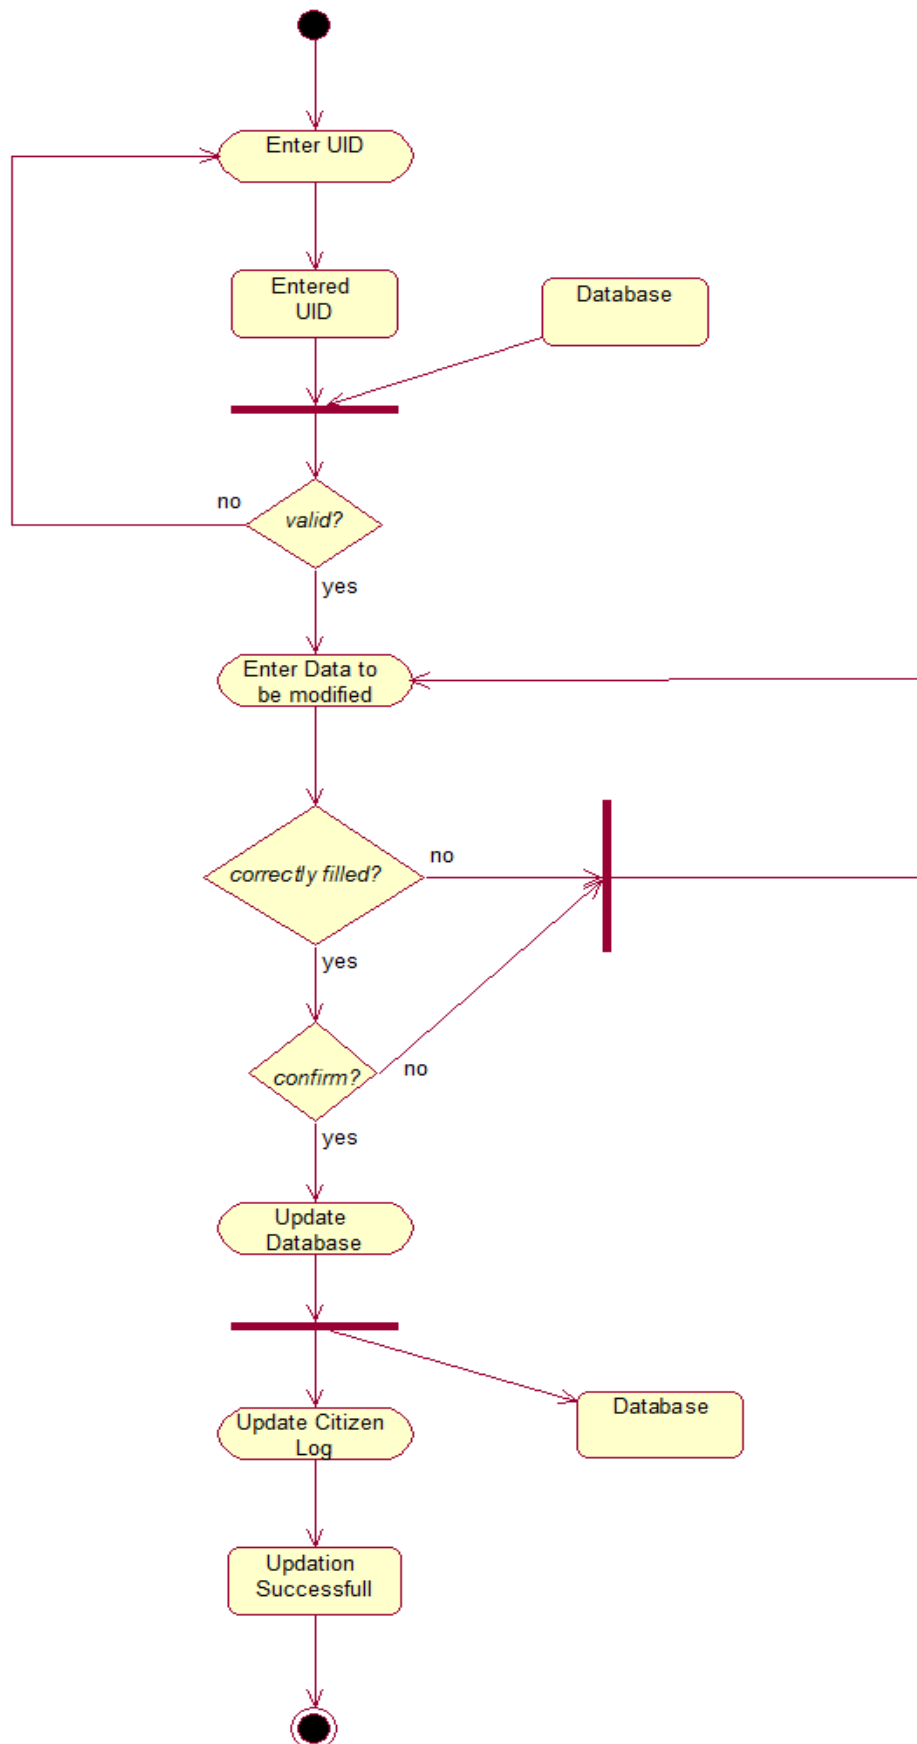 Enter UID
Entered
UID
Database
no
valid?
yes
Enter Data to
be modified
correctly filled?
no
yes
confirm?
no
yes
Update
Database
Update Citizen
Log
Database
Updation
Successfull